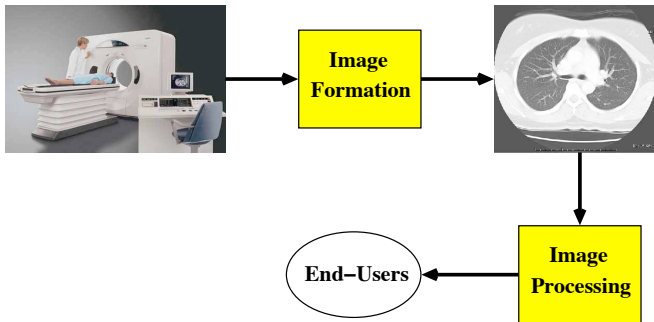 Image
Formation
Image
Processing
End−Users